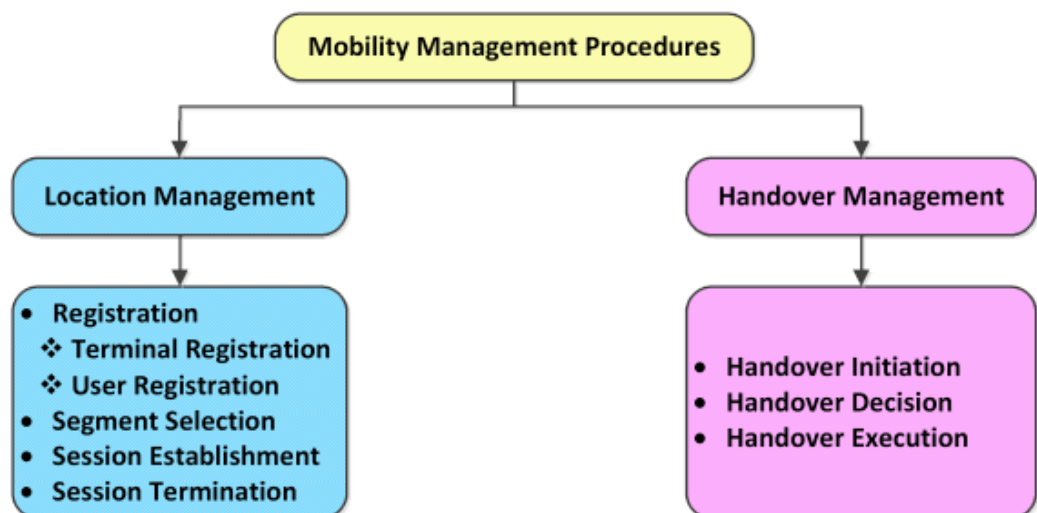 Mobility Management Procedures
Location Management
Handover Management
• Registration
❖ Terminal Registration
❖ User Registration
• Segment Selection
• Session Establishment
• Session Termination
• Handover Initiation
• Handover Decision
• Handover Execution